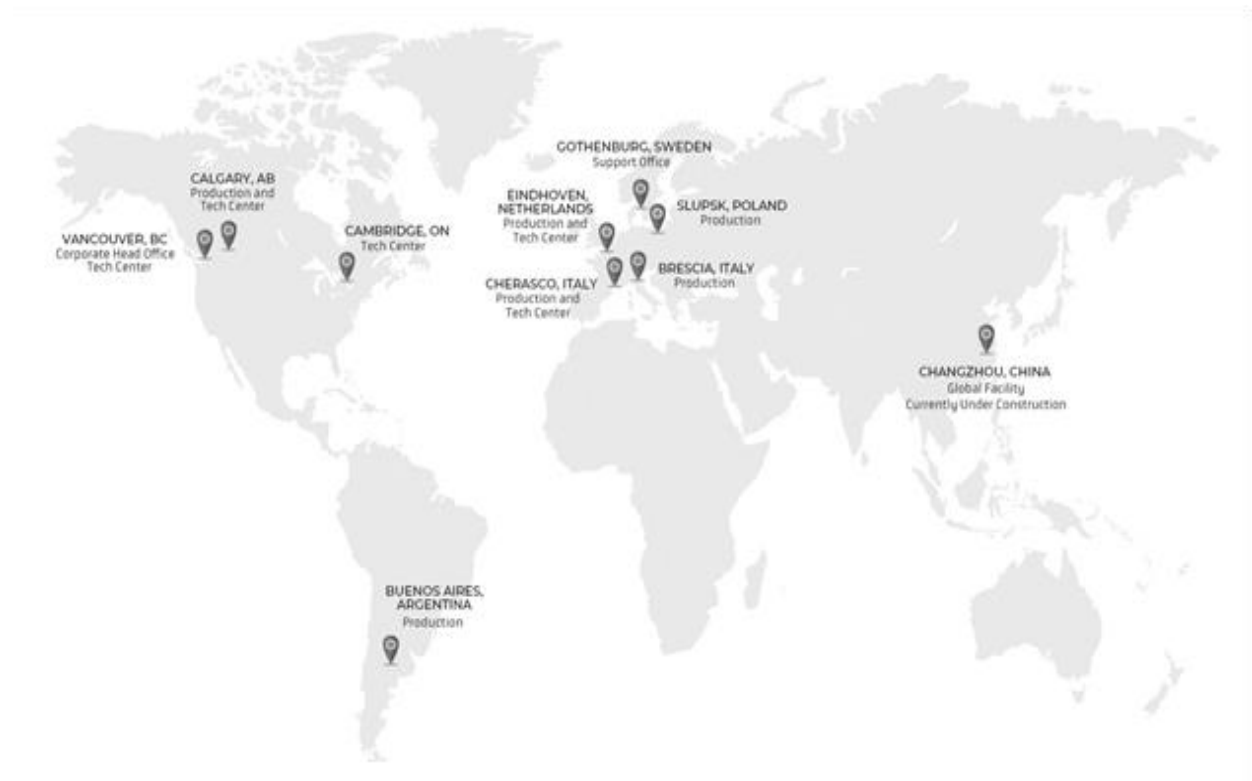 GOTHENBURG, SWEDEN
Support Office
CALGARY, AB
Production and
Tech Center
EINDHOVEN,
NETHERLANDS
Production and
Tech Center
SLUPSK, POLAND
Production
VANCOUVER, BC
Corporate Head Office
Tech Center
CAMBRIDGE, ON
Tech Center
CHERASCO, ITALY
Production and
Tech Center
BRESCIA, ITALY
Production
CHANGZHOU, CHINA
Global Facility
Currently Under Construction
BUENOS AIRES,
ARGENTINA
Production